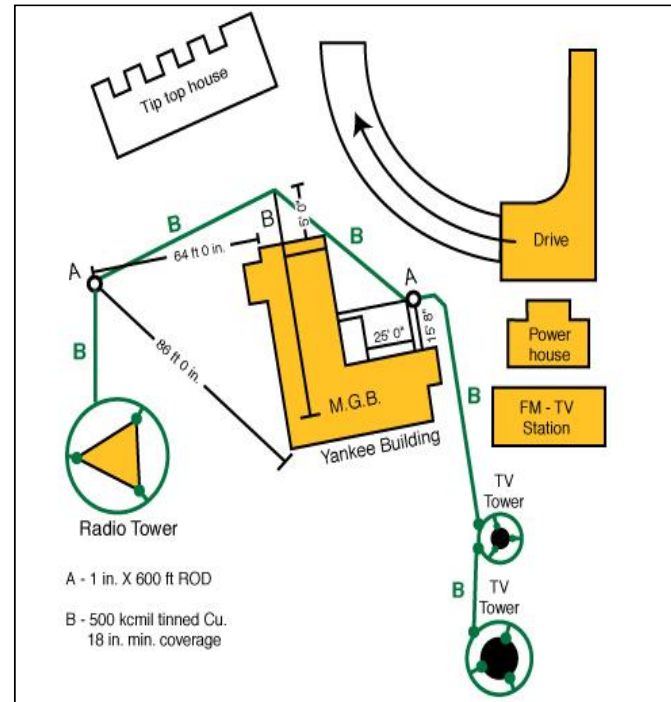 Tip top house
B
B
5' 0"
B
Drive
64 ft 0 in.
A
A
86 ft 0 in.
25' 0"
15' 8"
Power
house
B
M.G.B.
B
FM - TV
Station
Yankee Building
TV
Tower
Radio Tower
A - 1 in. X 600 ft ROD
B
TV
Tower
B - 500 kcmil tinned Cu.
18 in. min. coverage